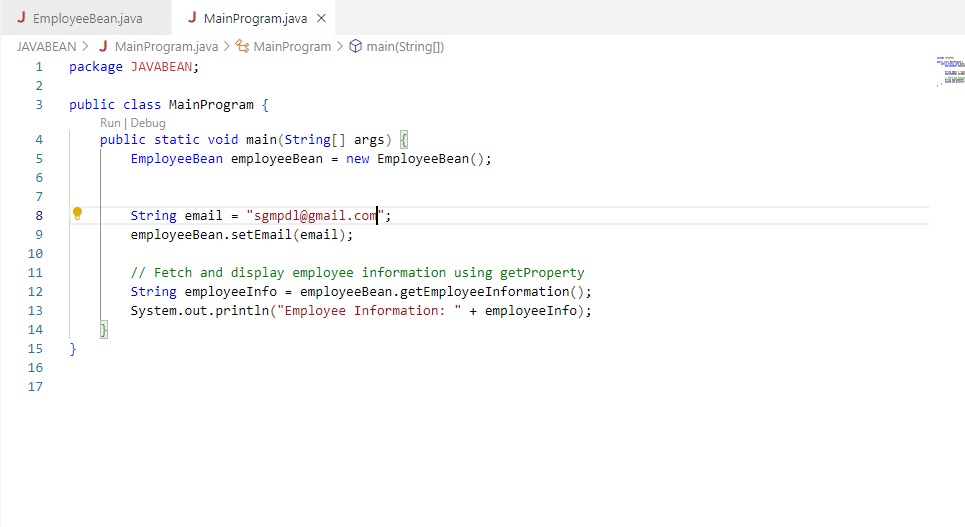 J EmployeeBean.java J MainProgram.java ×
JAVABEAN > J MainProgram.java > MainProgram > main(String[])
1 package JAVABEAN;
2
3 public class MainProgram {
Run | Debug
4 public static void main(String[] args) {
5 EmployeeBean employeeBean = new EmployeeBean();
6
7
8 String email = "sgmpdl@gmail.com";
9 employeeBean.setEmail(email);
10
11 // Fetch and display employee information using getProperty
12 String employeeInfo = employeeBean.getEmployeeInformation();
13 System.out.println("Employee Information: " + employeeInfo);
14 }
15 }
16
17